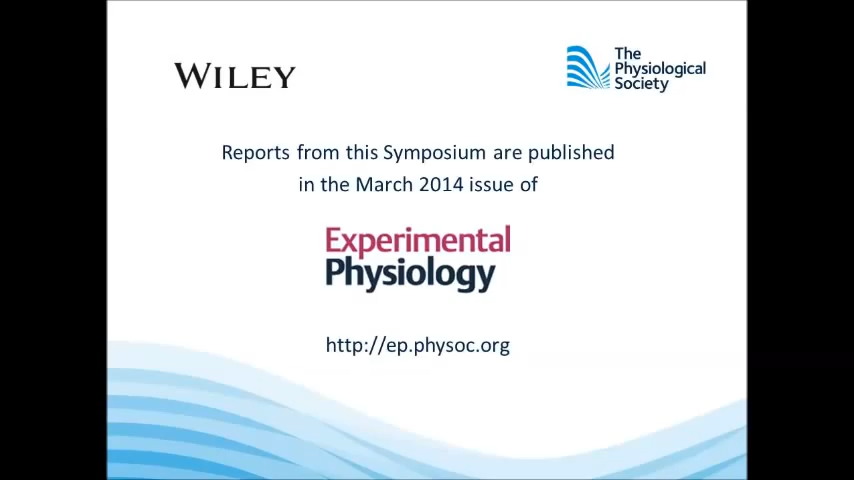 WILEY
The
Physiological
Society
Reports from this Symposium are published
in the March 2014 issue of
Experimental
Physiology
http://ep.physoc.org